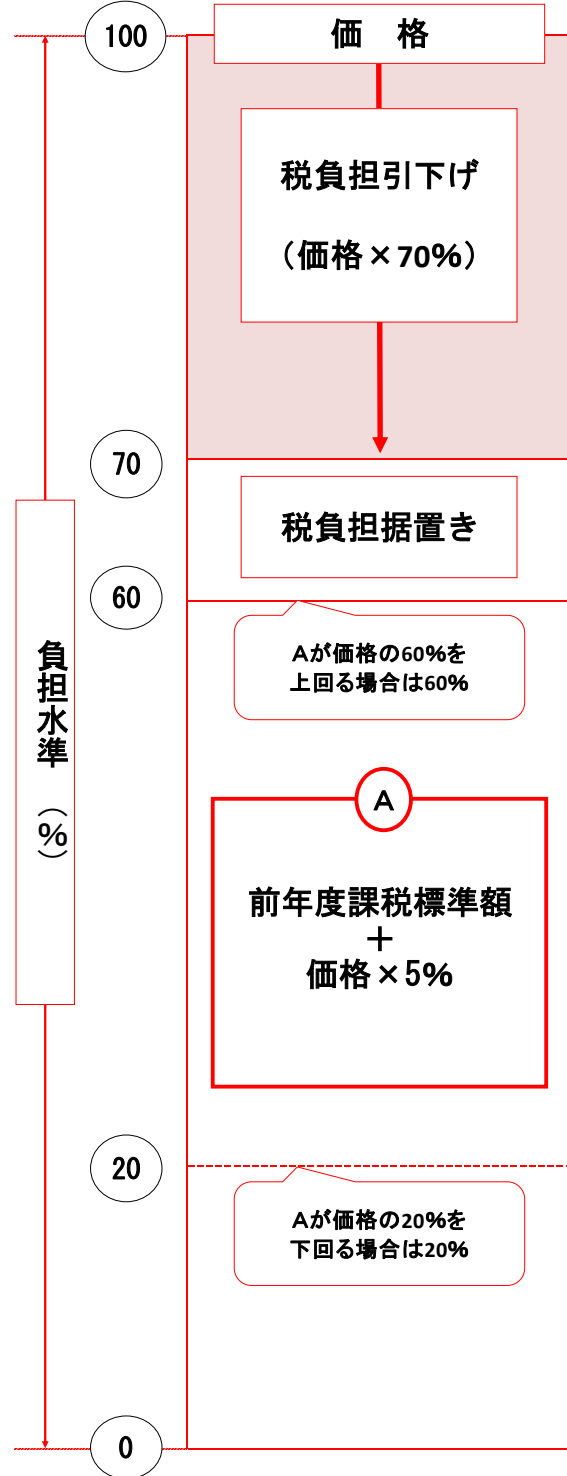 100
価　格
税負担引下げ
（価格×70％）
70
税負担据置き
60
Aが価格の60％を
上回る場合は60％
負担水準（％）
A
前年度課税標準額
＋
価格×5％
20
Aが価格の20％を
下回る場合は20％
0